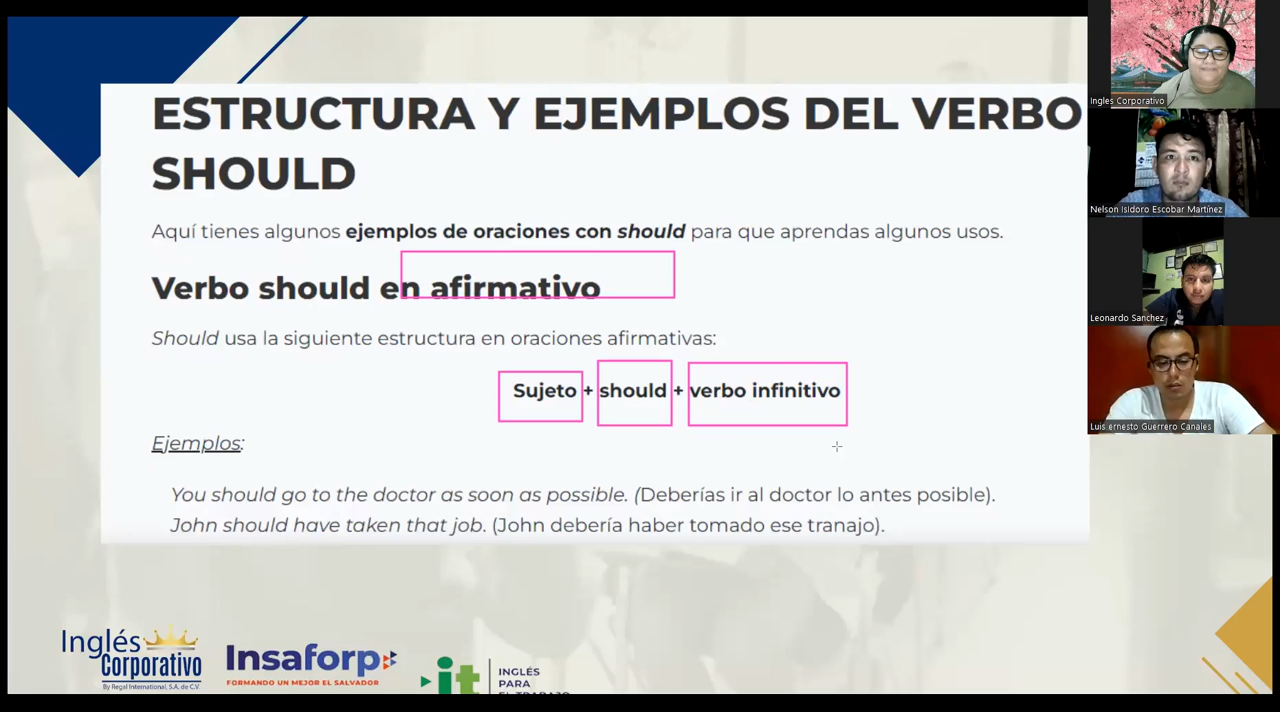 ESTRUCTURA Y EJEMPLOS DEL VERBO
SHOULD
Aquí tienes algunos ejemplos de oraciones con should para que aprendas algunos usos.
Verbo should en afirmativo
Should usa la siguiente estructura en oraciones afirmativas:
Sujeto + should + verbo infinitivo
Ejemplos:
You should go to the doctor as soon as possible. (Deberías ir al doctor lo antes posible).
John should have taken that job. (John debería haber tomado ese tranajo).
Inglés
Corporativo
By Regal International, S.A. de C.V.
Insaforp
FORMANDO UN MEJOR EL SALVADOR
it
INGLÉS
PARA
EL TRABAJO
Ingles Corporativo
Nelson Isidoro Escobar Martínez
Leonardo Sanchez
Luis ernesto Guerrero Canales